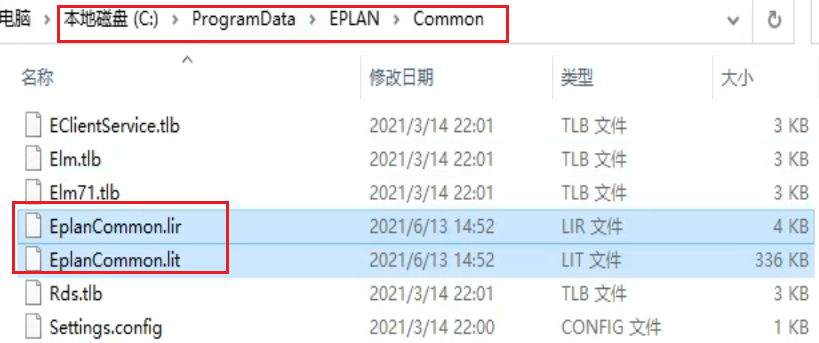 电脑 › 本地磁盘 (C:) › ProgramData › EPLAN › Common
名称 修改日期 类型 大小
EClientService.tlb 2021/3/14 22:01 TLB 文件 3 KB
Elm.tlb 2021/3/14 22:01 TLB 文件 3 KB
Elm71.tlb 2021/3/14 22:01 TLB 文件 3 KB
EplanCommon.lir 2021/6/13 14:52 LIR 文件 4 KB
EplanCommon.lit 2021/6/13 14:52 LIT 文件 336 KB
Rds.tlb 2021/3/14 22:01 TLB 文件 3 KB
Settings.config 2021/3/14 22:00 CONFIG 文件 1 KB